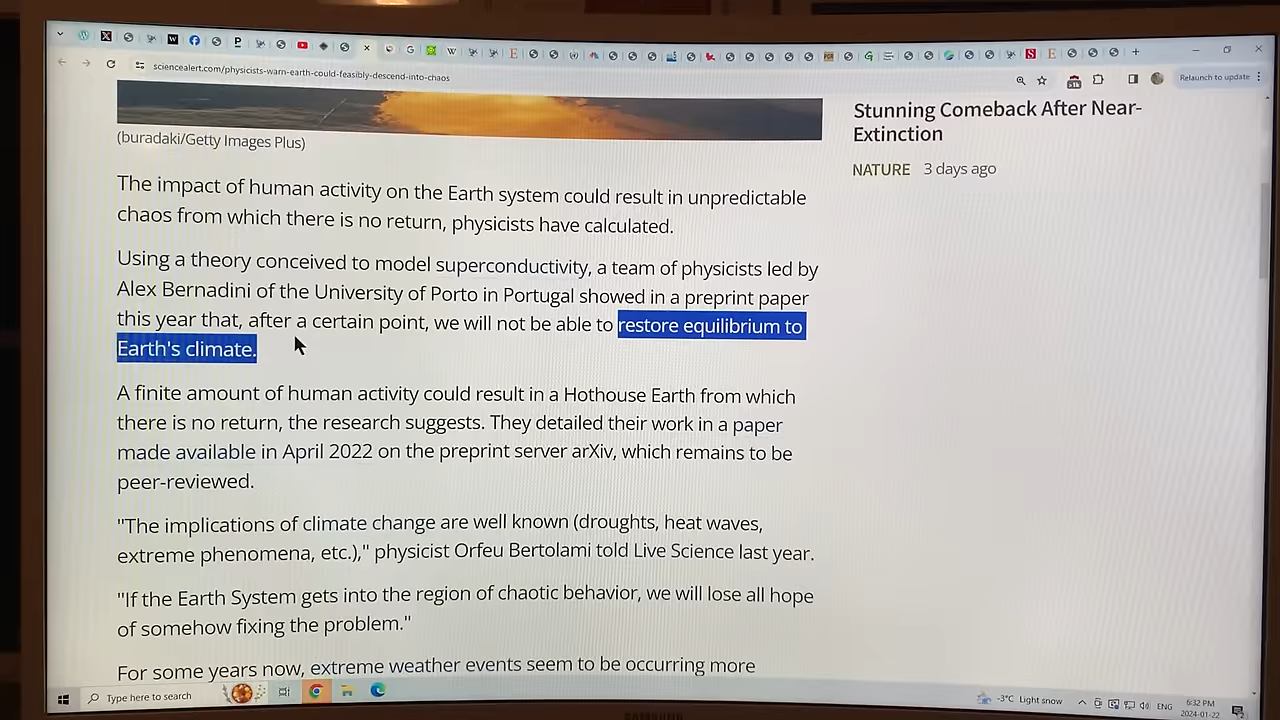 sciencealert.com/physicists-warn-earth-could-feasibly-descend-into-chaos
Relaunch to update
(buradaki/Getty Images Plus)
Stunning Comeback After Near-
Extinction
NATURE 3 days ago
The impact of human activity on the Earth system could result in unpredictable
chaos from which there is no return, physicists have calculated.
Using a theory conceived to model superconductivity, a team of physicists led by
Alex Bernadini of the University of Porto in Portugal showed in a preprint paper
this year that, after a certain point, we will not be able to restore equilibrium to
Earth's climate.
A finite amount of human activity could result in a Hothouse Earth from which
there is no return, the research suggests. They detailed their work in a paper
made available in April 2022 on the preprint server arXiv, which remains to be
peer-reviewed.
"The implications of climate change are well known (droughts, heat waves,
extreme phenomena, etc.)," physicist Orfeu Bertolami told Live Science last year.
"If the Earth System gets into the region of chaotic behavior, we will lose all hope
of somehow fixing the problem."
For some years now, extreme weather events seem to be occurring more
Type here to search
-3°C Light snow
ENG
6:32 PM
2024-01-22
SAMSUNG